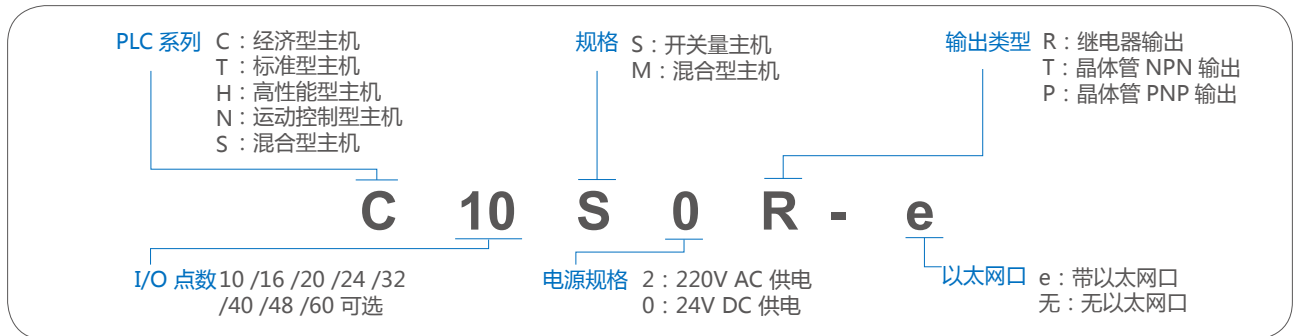 PLC 系列
C：经济型主机
T：标准型主机
H：高性能型主机
N：运动控制型主机
S：混合型主机
规格
S：开关量主机
M：混合型主机
输出类型
R：继电器输出
T：晶体管 NPN 输出
P：晶体管 PNP 输出
C 10 S 0 R - e
I/O 点数 10 /16 /20 /24 /32
/40 /48 /60 可选
电源规格
2：220V AC 供电
0：24V DC 供电
以太网口
e：带以太网口
无：无以太网口